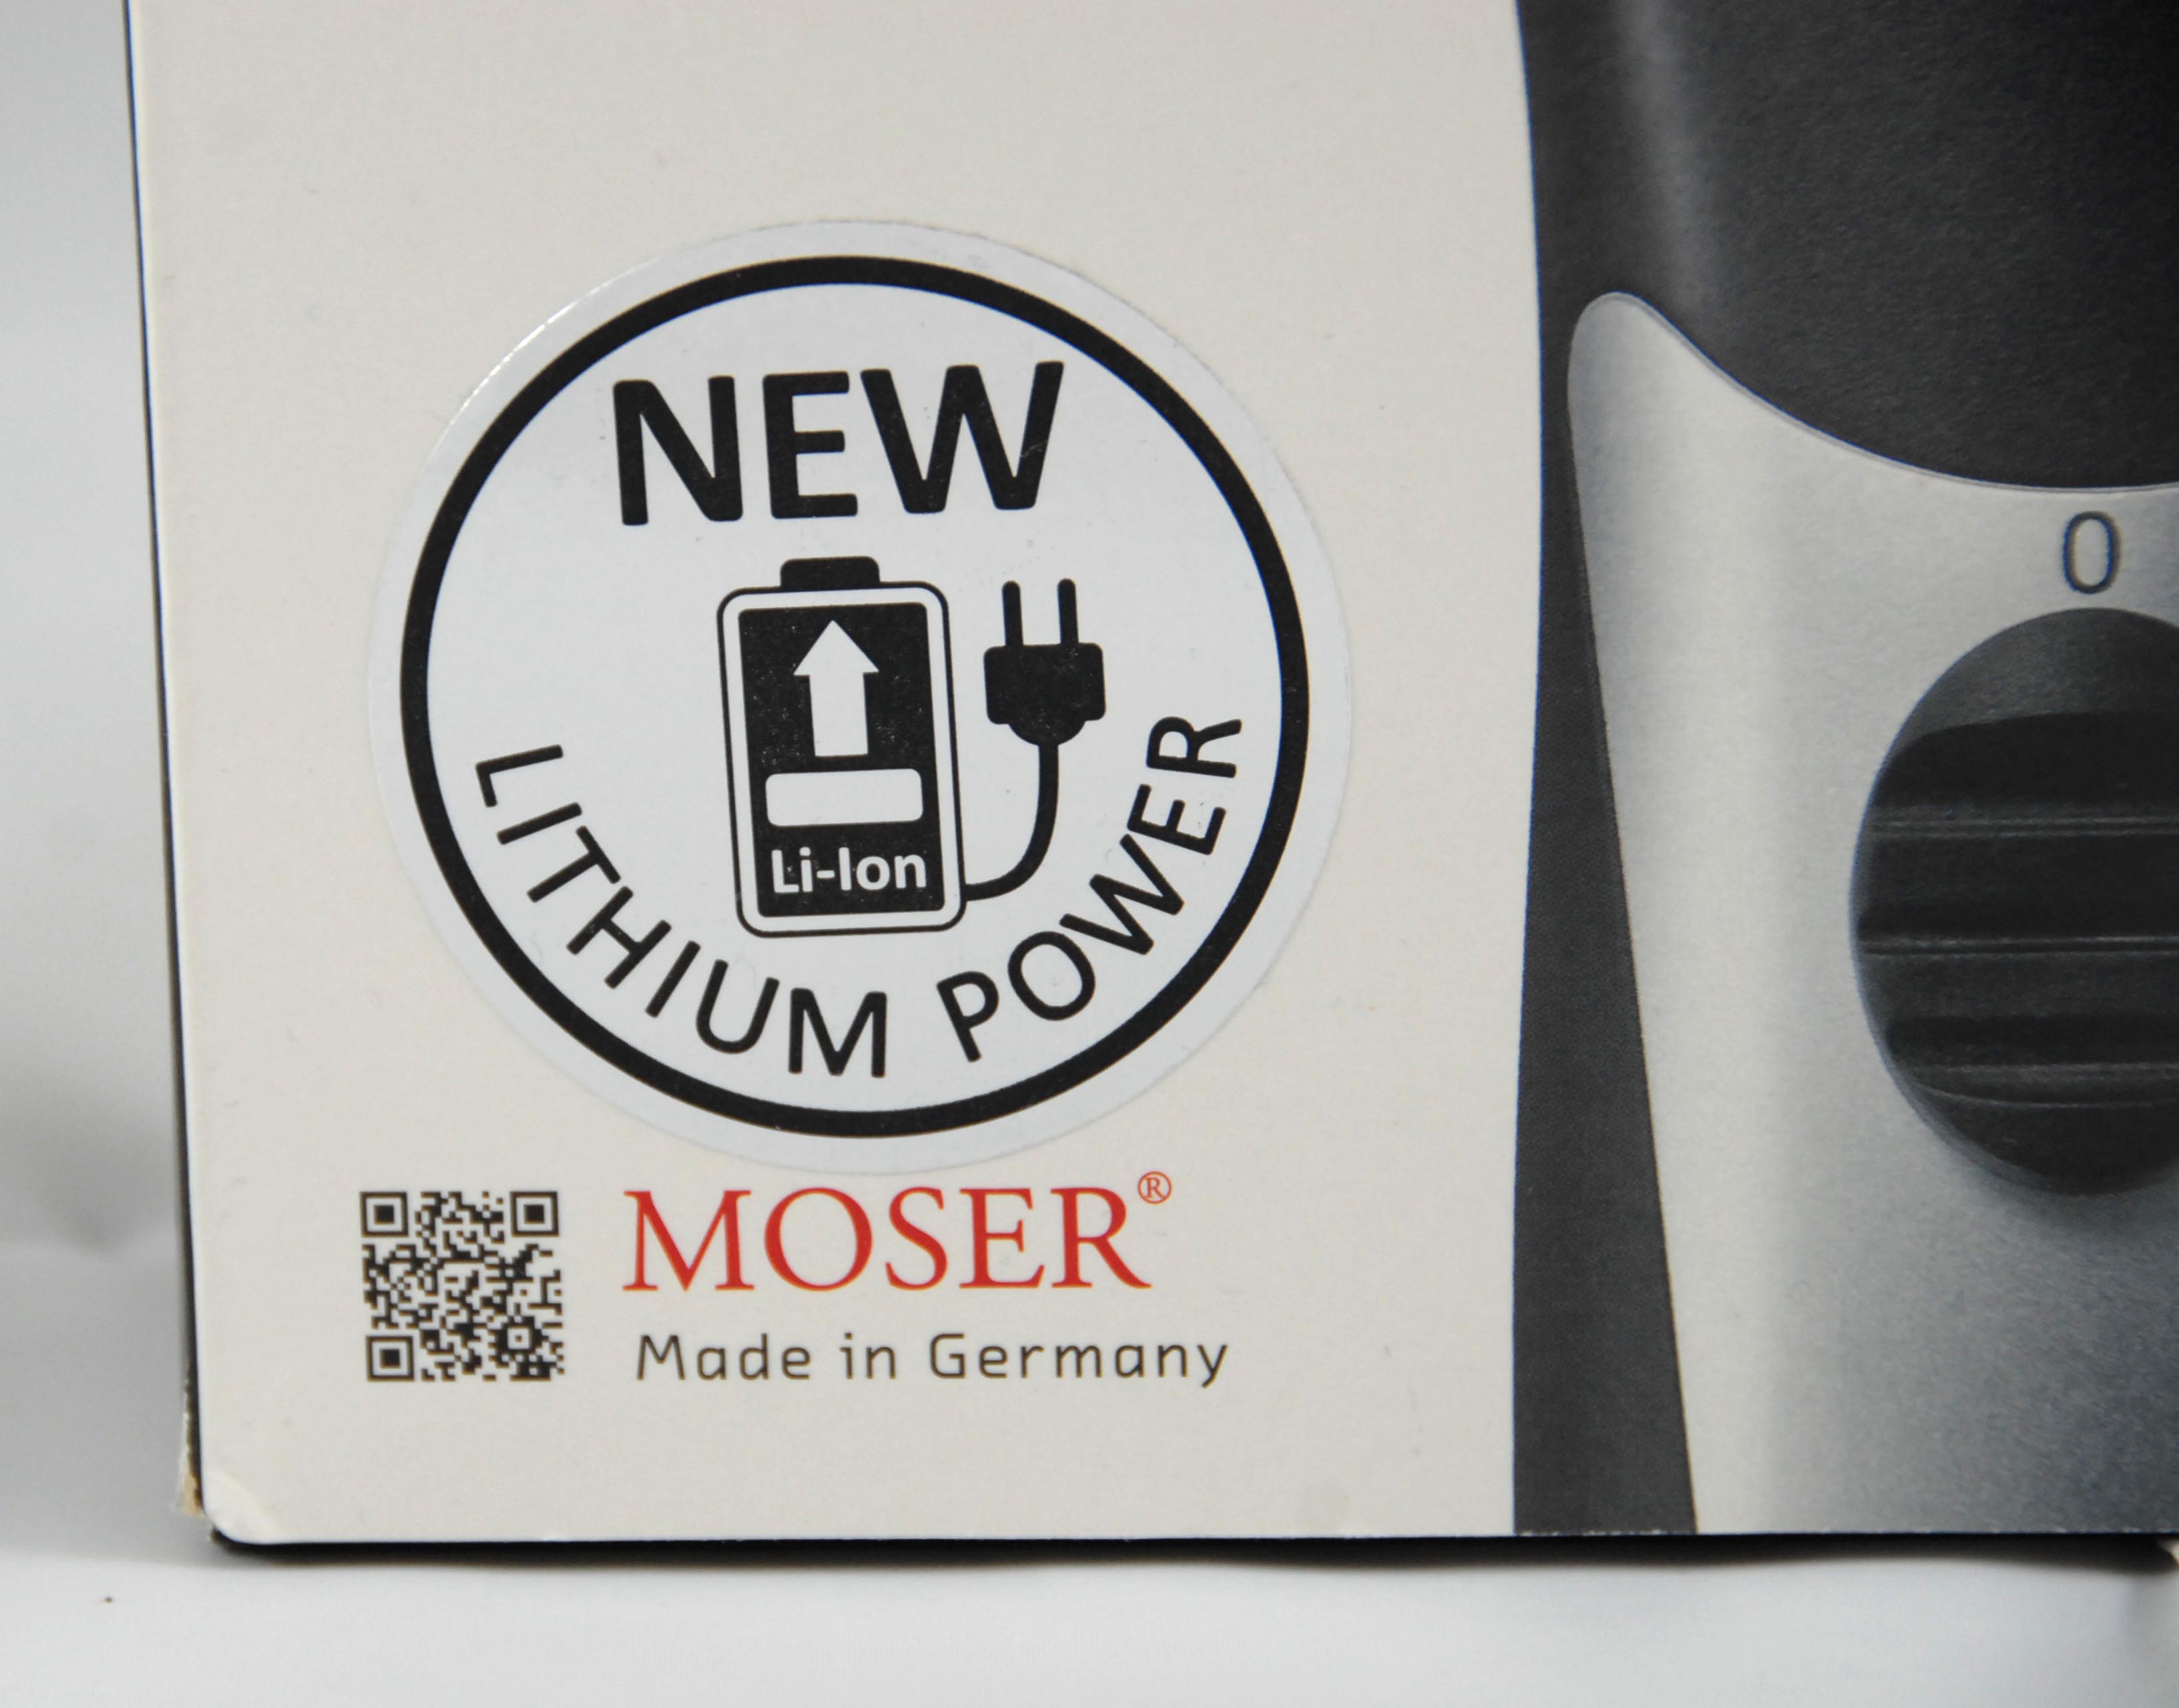 NEW
Li-Ion
LITHIUM POWER
0
MOSER®
Made in Germany